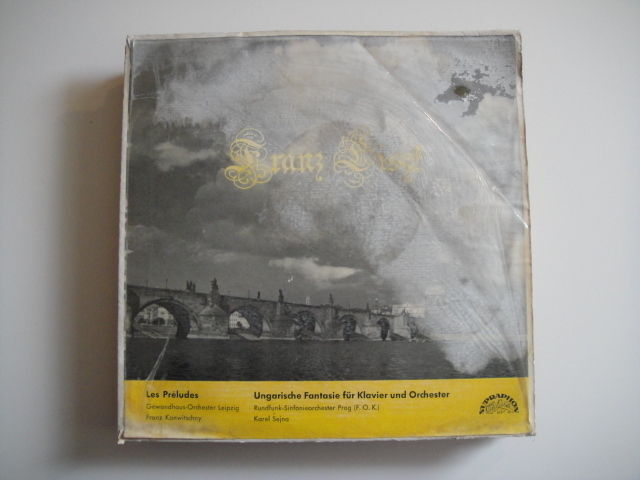 Franz Liszt
Les Préludes
Gewandhaus-Orchester Leipzig
Franz Konwitschny
Ungarische Fantasie für Klavier und Orchester
Rundfunk-Sinfonieorchester Prag (F. O. K.)
Karel Sejna
SUPRAPHON